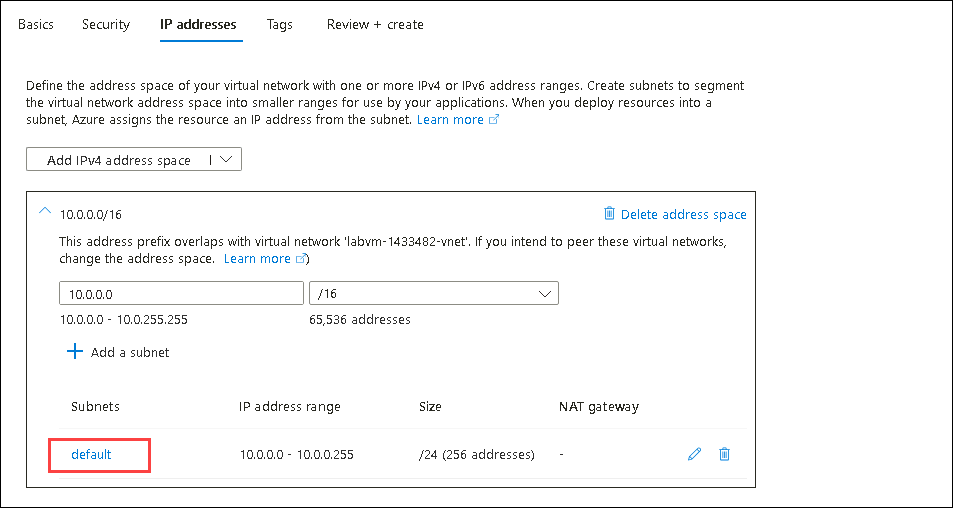 Basics Security IP addresses Tags Review + create
Define the address space of your virtual network with one or more IPv4 or IPv6 address ranges. Create subnets to segment
the virtual network address space into smaller ranges for use by your applications. When you deploy resources into a
subnet, Azure assigns the resource an IP address from the subnet. Learn more
Add IPv4 address space
10.0.0.0/16 Delete address space
This address prefix overlaps with virtual network 'labvm-1433482-vnet'. If you intend to peer these virtual networks,
change the address space. Learn more )
10.0.0.0 /16
10.0.0.0 - 10.0.255.255 65,536 addresses
+ Add a subnet
Subnets IP address range Size NAT gateway
default 10.0.0.0 - 10.0.0.255 /24 (256 addresses) -